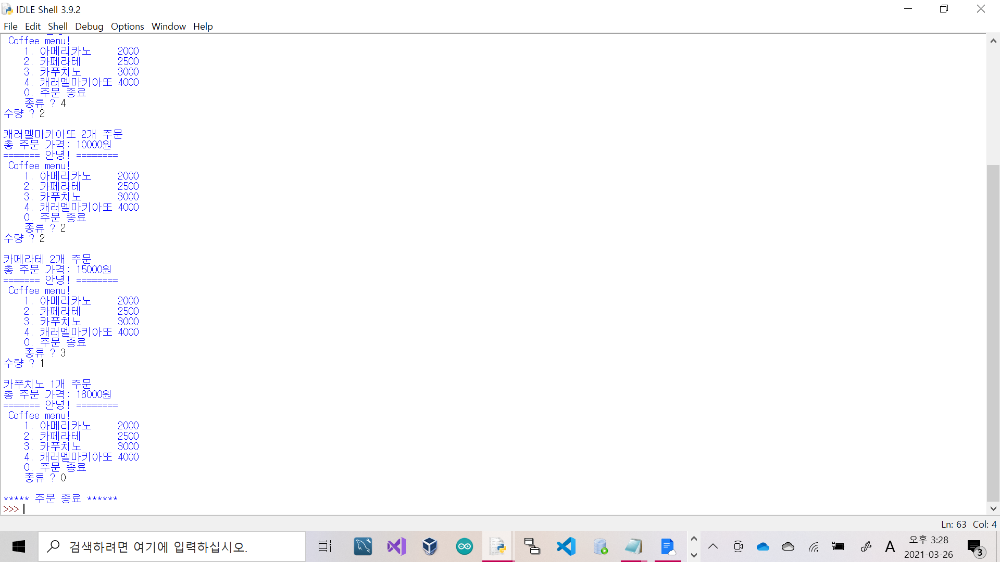 IDLE Shell 3.9.2
File Edit Shell Debug Options Window Help
Coffee menu!
1. 아메리카노 2000
2. 카페라테 2500
3. 카푸치노 3000
4. 캐러멜마키아또 4000
0. 주문 종료
종류 ? 4
수량 ? 2
캐러멜마키아또 2개 주문
총 주문 가격: 10000원
======= 안녕! ========
Coffee menu!
1. 아메리카노 2000
2. 카페라테 2500
3. 카푸치노 3000
4. 캐러멜마키아또 4000
0. 주문 종료
종류 ? 2
수량 ? 2
카페라테 2개 주문
총 주문 가격: 15000원
======= 안녕! ========
Coffee menu!
1. 아메리카노 2000
2. 카페라테 2500
3. 카푸치노 3000
4. 캐러멜마키아또 4000
0. 주문 종료
종류 ? 3
수량 ? 1
카푸치노 1개 주문
총 주문 가격: 18000원
======= 안녕! ========
Coffee menu!
1. 아메리카노 2000
2. 카페라테 2500
3. 카푸치노 3000
4. 캐러멜마키아또 4000
0. 주문 종료
종류 ? 0
***** 주문 종료 ******
>>>
Ln: 63 Col: 4
검색하려면 여기에 입력하십시오.
A
오후 3:28
2021-03-26
3